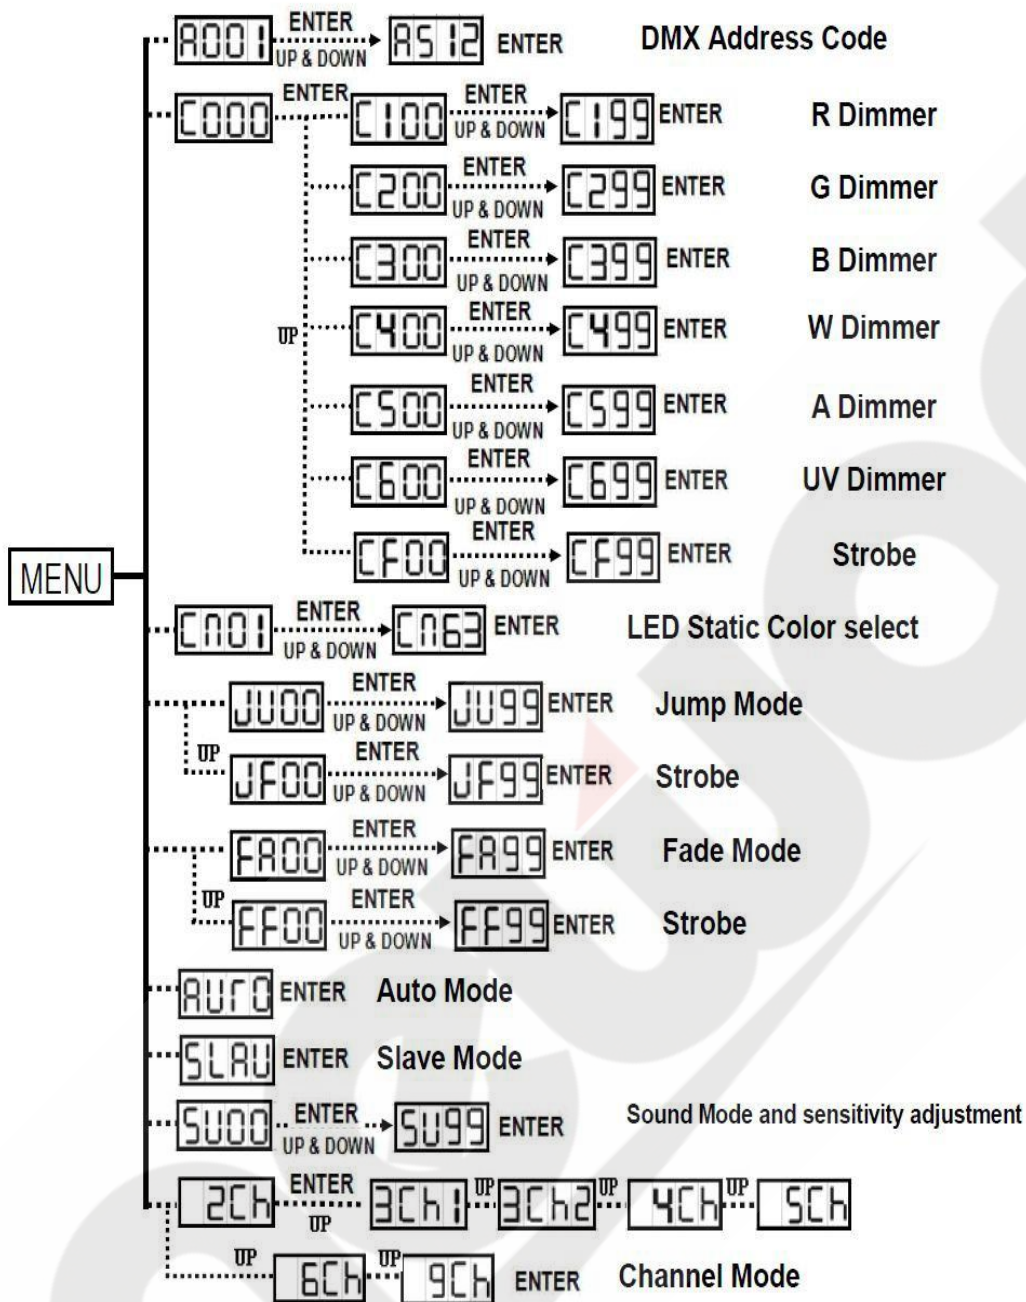 A001 ENTER UP & DOWN A512 ENTER DMX Address Code
C000 ENTER C100 ENTER UP & DOWN C199 ENTER R Dimmer
C200 ENTER UP & DOWN C299 ENTER G Dimmer
C300 ENTER UP & DOWN C399 ENTER B Dimmer
UP C400 ENTER UP & DOWN C499 ENTER W Dimmer
C500 ENTER UP & DOWN C599 ENTER A Dimmer
C600 ENTER UP & DOWN C699 ENTER UV Dimmer
CF00 ENTER UP & DOWN CF99 ENTER Strobe
MENU
Cn01 ENTER UP & DOWN Cn63 ENTER LED Static Color select
JU00 ENTER UP & DOWN JU99 ENTER Jump Mode
UP JF00 ENTER UP & DOWN JF99 ENTER Strobe
FA00 ENTER UP & DOWN FA99 ENTER Fade Mode
UP FF00 ENTER UP & DOWN FF99 ENTER Strobe
AUTO ENTER Auto Mode
SLAU ENTER Slave Mode
SU00 ENTER UP & DOWN SU99 ENTER Sound Mode and sensitivity adjustment
2Ch ENTER UP 3Ch1 UP 3Ch2 UP 4Ch UP 5Ch
UP 6Ch UP 9Ch ENTER Channel Mode